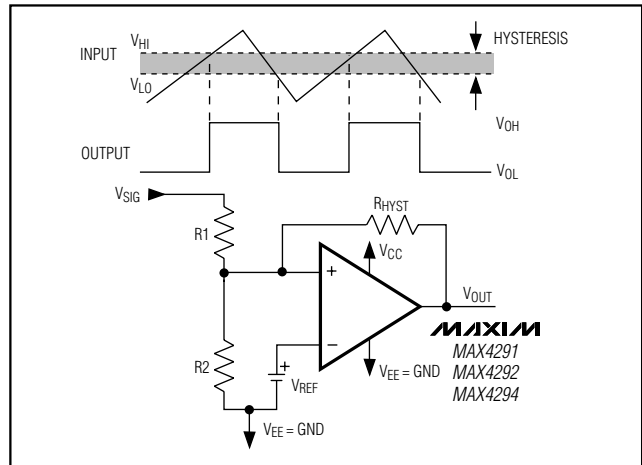 V_HI
INPUT
HYSTERESIS
V_LO
V_OH
OUTPUT
V_OL
V_SIG
R_HYST
R1
V_CC
+
V_OUT
MAXIM
−
MAX4291
R2
+
V_REF
V_EE = GND
MAX4292
MAX4294
V_EE = GND